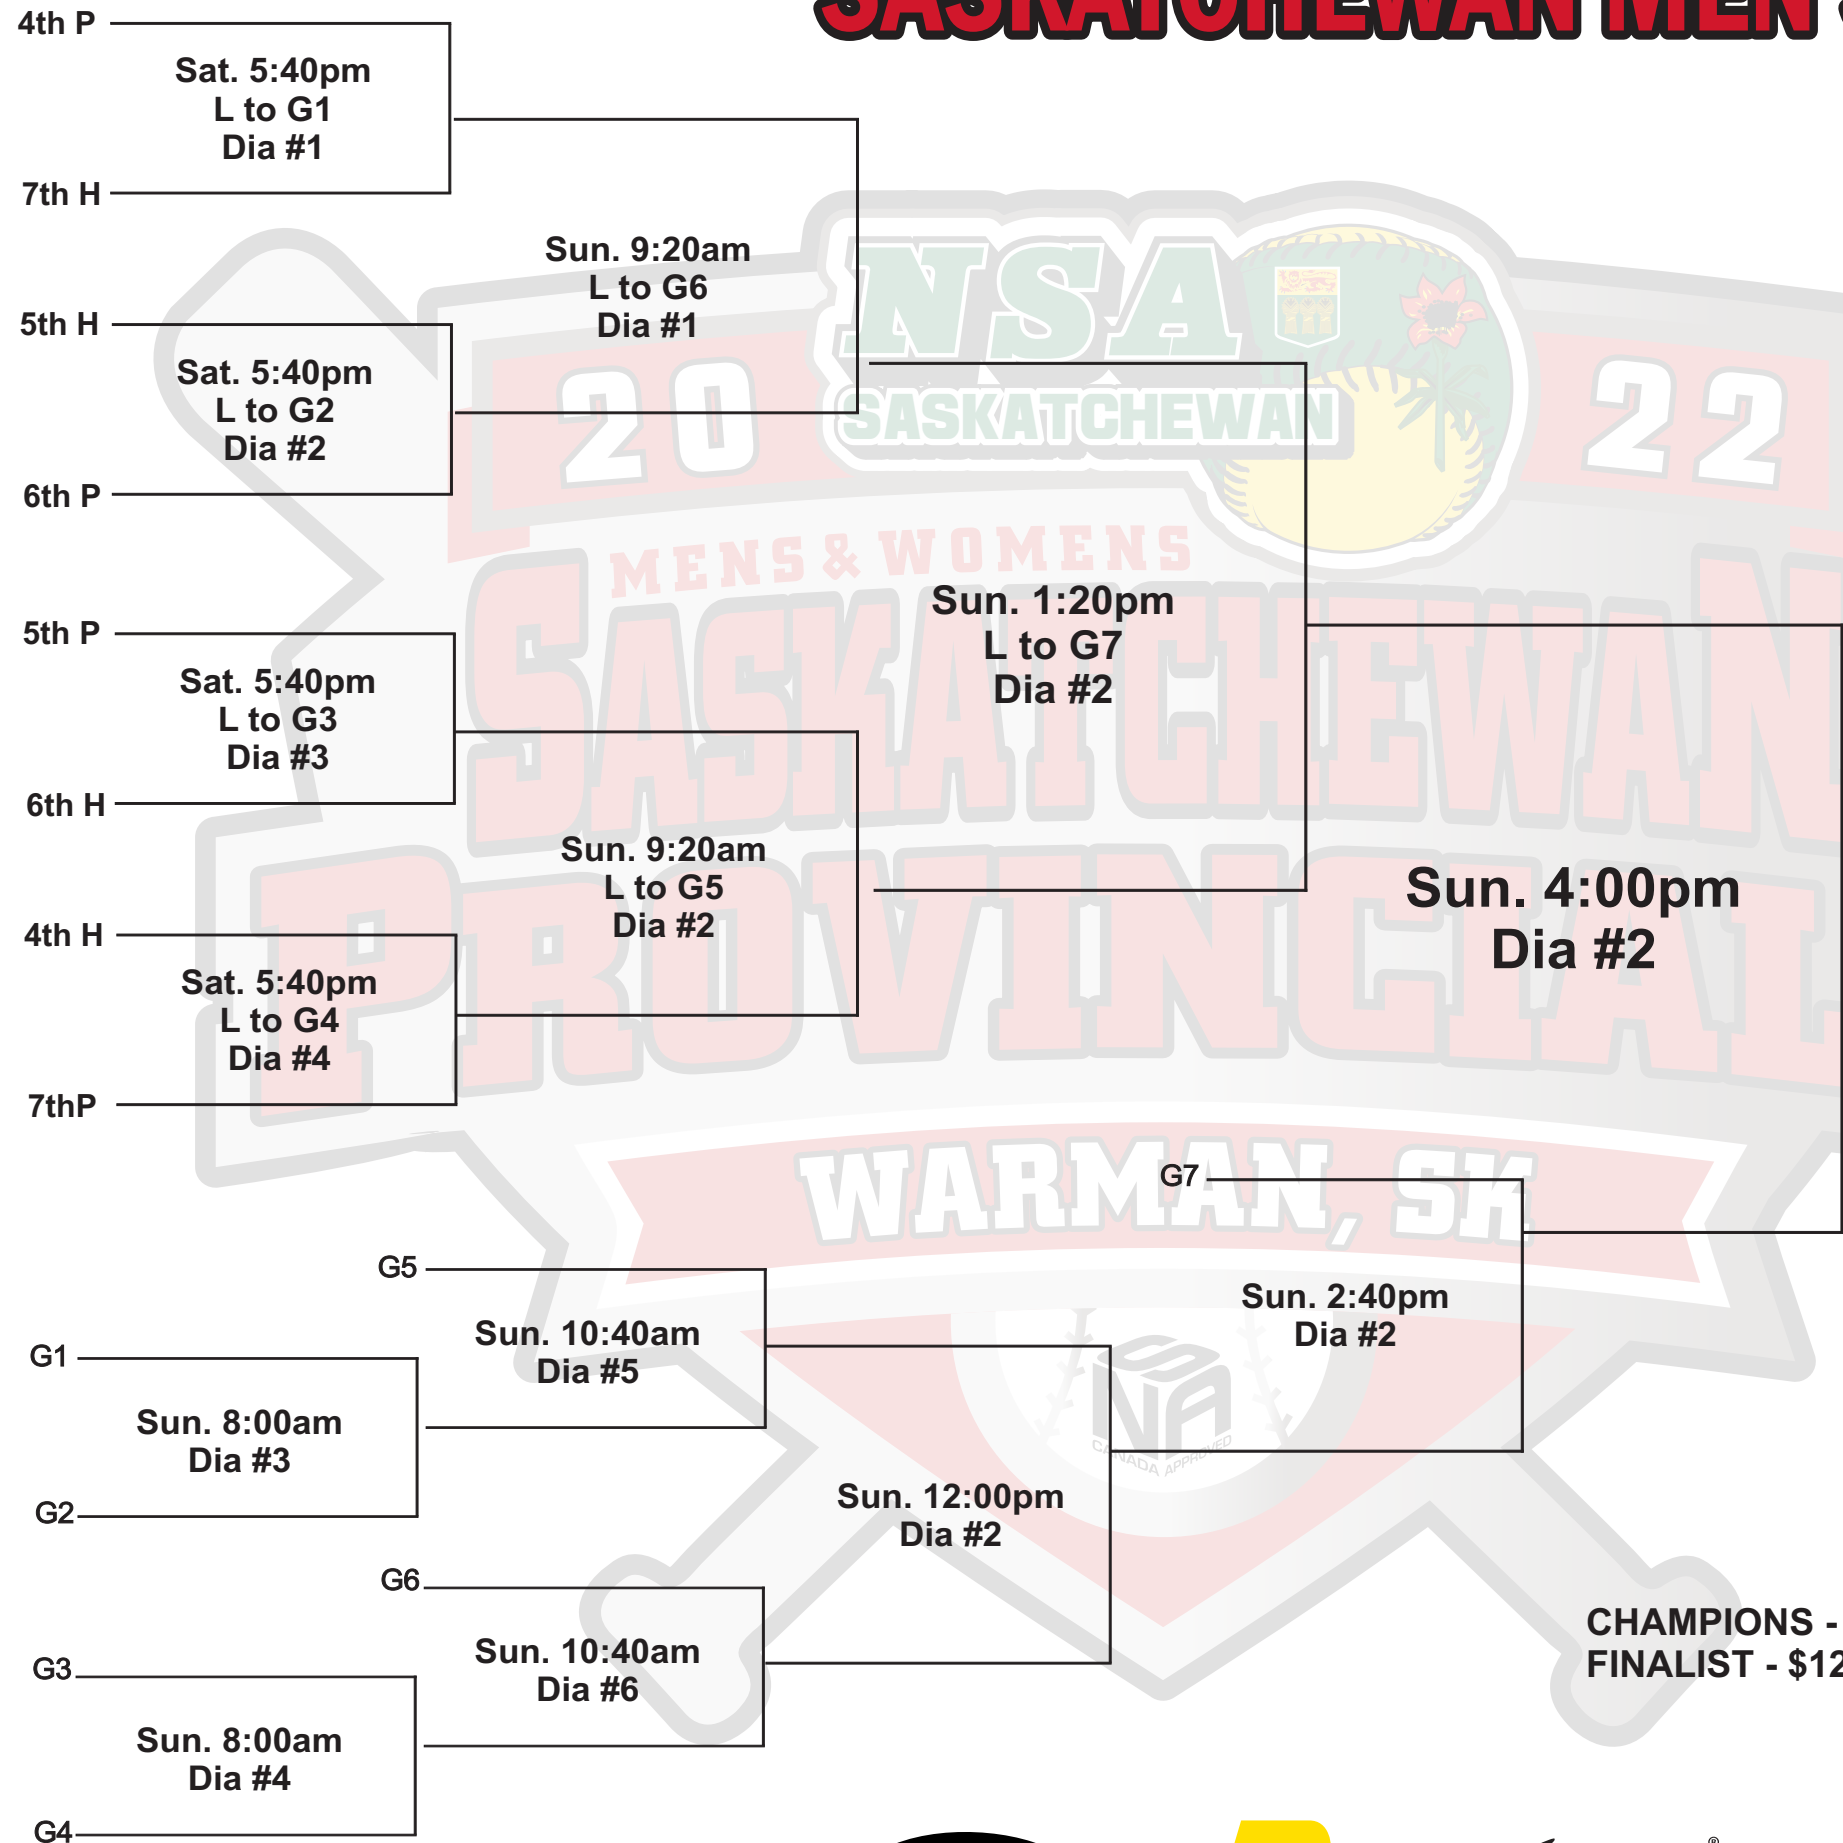 SASKATCHEWAN MEN
4th P
Sat. 5:40pm
L to G1
Dia #1
7th H
Sun. 9:20am
L to G6
Dia #1
5th H
Sat. 5:40pm
L to G2
Dia #2
6th P
NSA
SASKATCHEWAN
20
22
MENS & WOMENS
SASKATCHEWAN
PROVINCIAL
WARMAN, SK
5th P
Sat. 5:40pm
L to G3
Dia #3
6th H
Sun. 1:20pm
L to G7
Dia #2
Sun. 9:20am
L to G5
Dia #2
4th H
Sat. 5:40pm
L to G4
Dia #4
7thP
Sun. 4:00pm
Dia #2
G7
Sun. 2:40pm
Dia #2
G5
Sun. 10:40am
Dia #5
G1
Sun. 8:00am
Dia #3
G2
NSA
CANADA APPROVED
Sun. 12:00pm
Dia #2
G6
Sun. 10:40am
Dia #6
G3
Sun. 8:00am
Dia #4
G4
CHAMPIONS -
FINALIST - $12
®